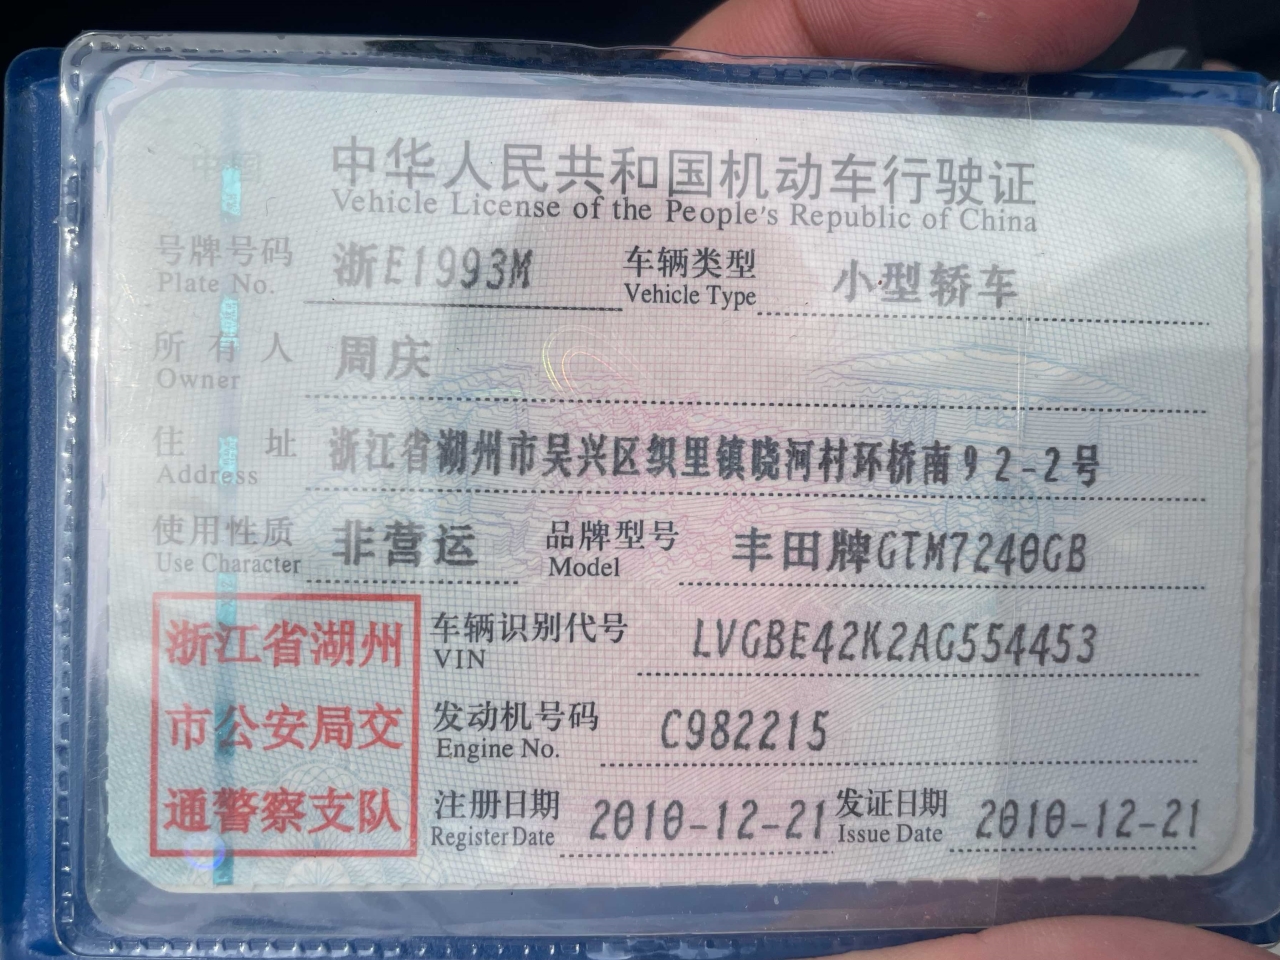 中华人民共和国机动车行驶证
Vehicle License of the People's Republic of China
号牌号码 浙E1993M 车辆类型 小型轿车
Plate No. Vehicle Type
所有人 周庆
Owner
住址 浙江省湖州市吴兴区织里镇晓河村环桥南92-2号
Address
使用性质 非营运 品牌型号 丰田牌GTM7240GB
Use Character Model
浙江省湖州
市公安局交
通警察支队
车辆识别代号 LVGBE42K2AG554453
VIN
发动机号码 C982215
Engine No.
注册日期 2010-12-21 发证日期 2010-12-21
Register Date Issue Date